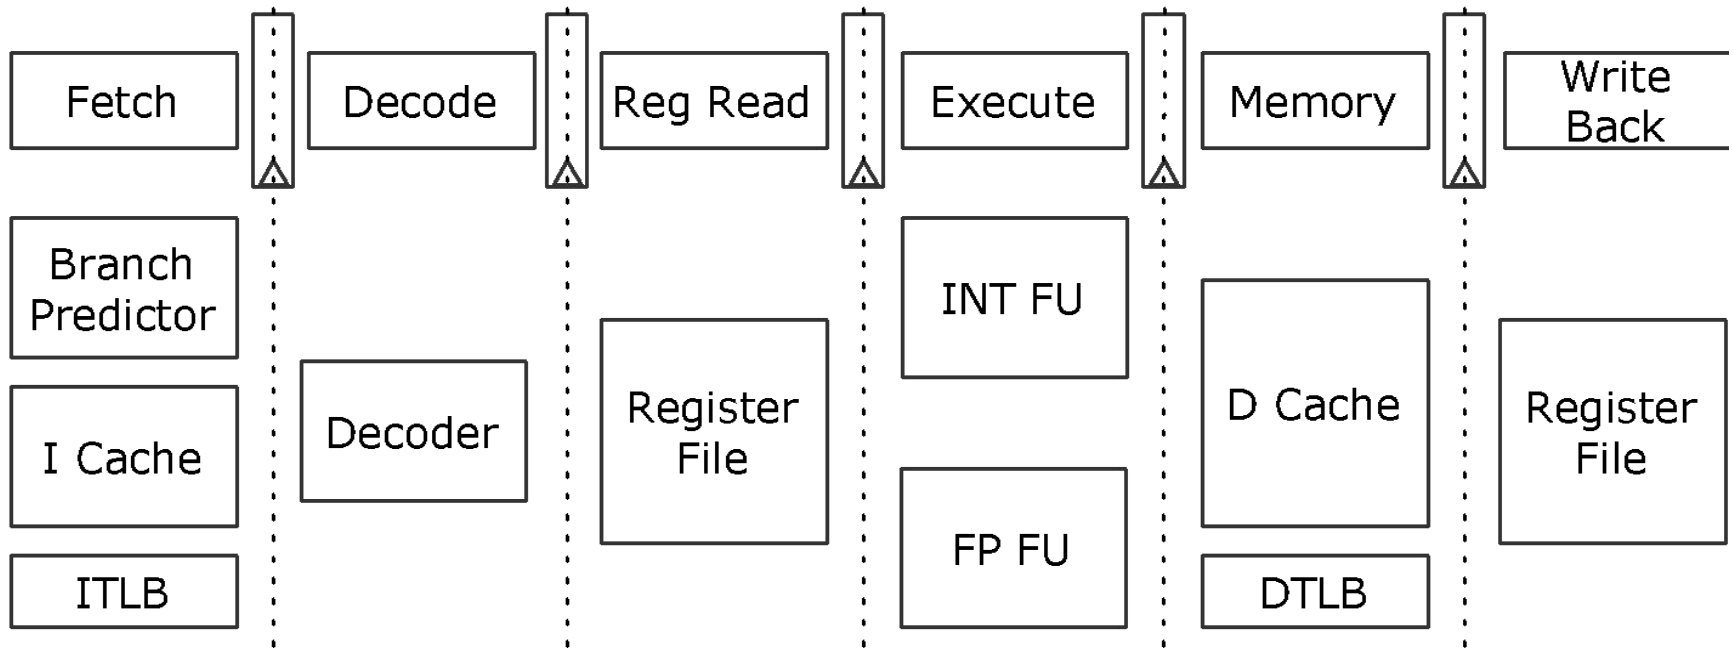 Fetch
Decode
Reg Read
Execute
Memory
Write
Back
Branch
Predictor
I Cache
ITLB
Decoder
Register
File
INT FU
FP FU
D Cache
DTLB
Register
File